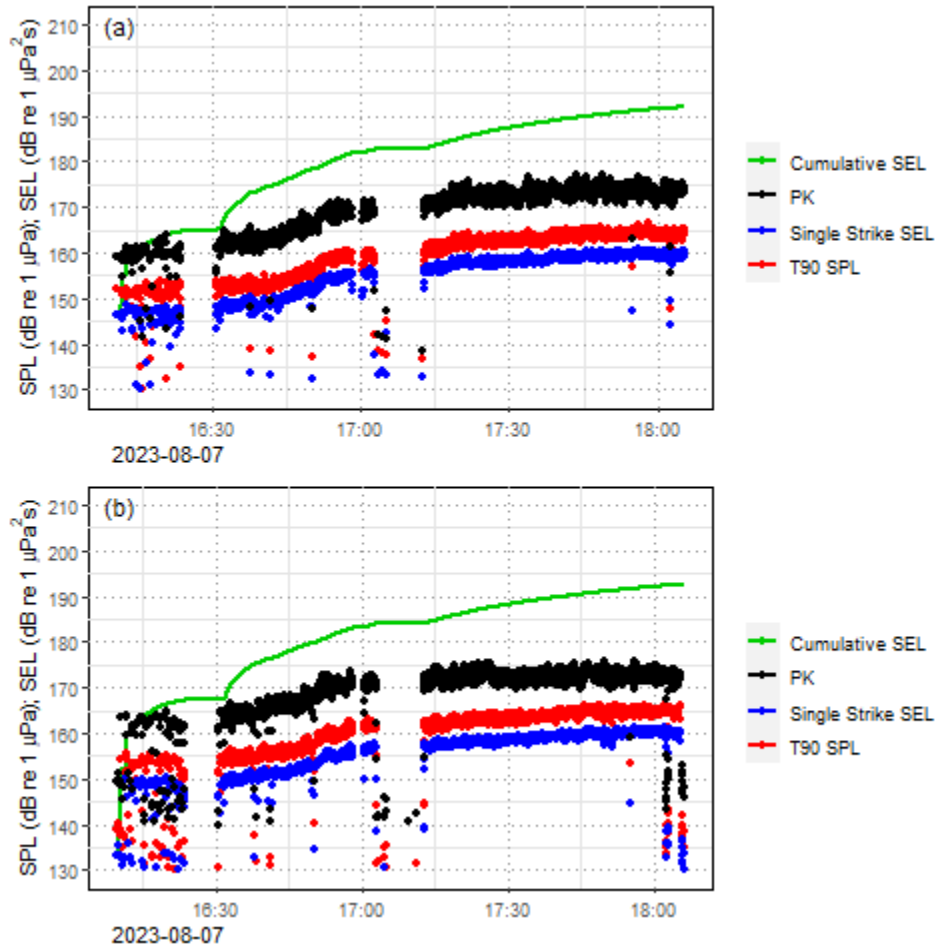 (a)
SPL (dB re 1 µPa); SEL (dB re 1 µPa²s)
210
200
190
180
170
160
150
140
130
16:30 17:00 17:30 18:00
2023-08-07
Cumulative SEL
PK
Single Strike SEL
T90 SPL
(b)
SPL (dB re 1 µPa); SEL (dB re 1 µPa²s)
210
200
190
180
170
160
150
140
130
16:30 17:00 17:30 18:00
2023-08-07
Cumulative SEL
PK
Single Strike SEL
T90 SPL